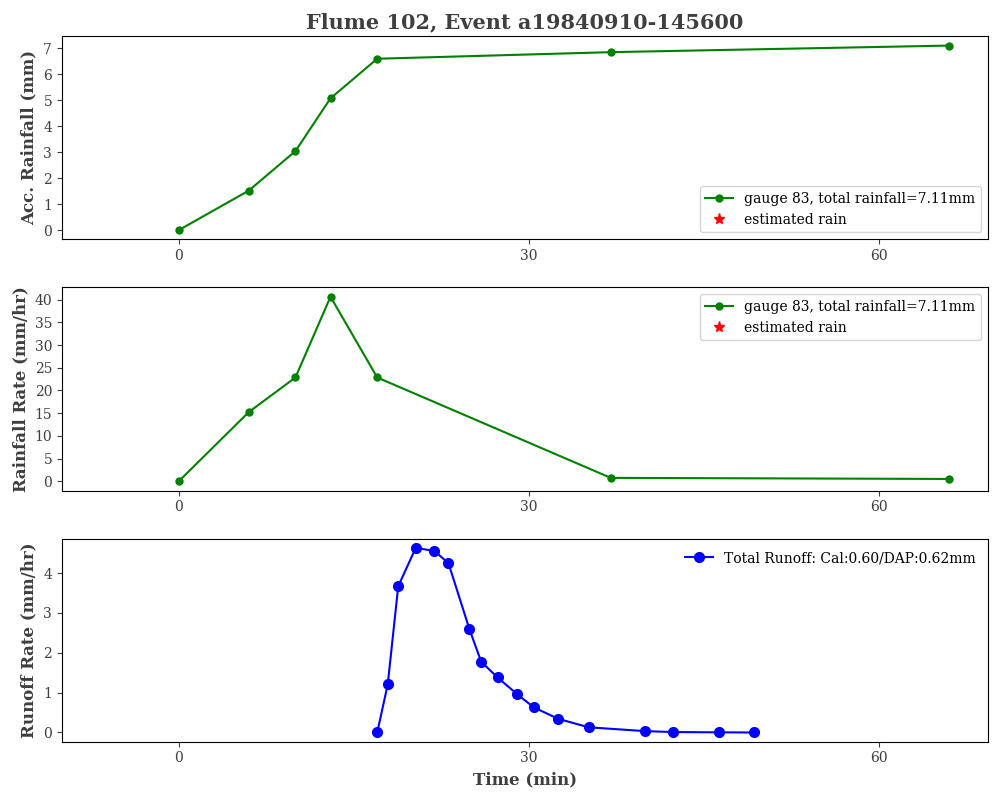 Flume 102, Event a19840910-145600
Acc. Rainfall (mm)
7
6
5
4
3
2
1
0
gauge 83, total rainfall=7.11mm
estimated rain
0 30 60
Rainfall Rate (mm/hr)
40
35
30
25
20
15
10
5
0
gauge 83, total rainfall=7.11mm
estimated rain
0 30 60
Runoff Rate (mm/hr)
4
3
2
1
0
Total Runoff: Cal:0.60/DAP:0.62mm
0 30 60
Time (min)